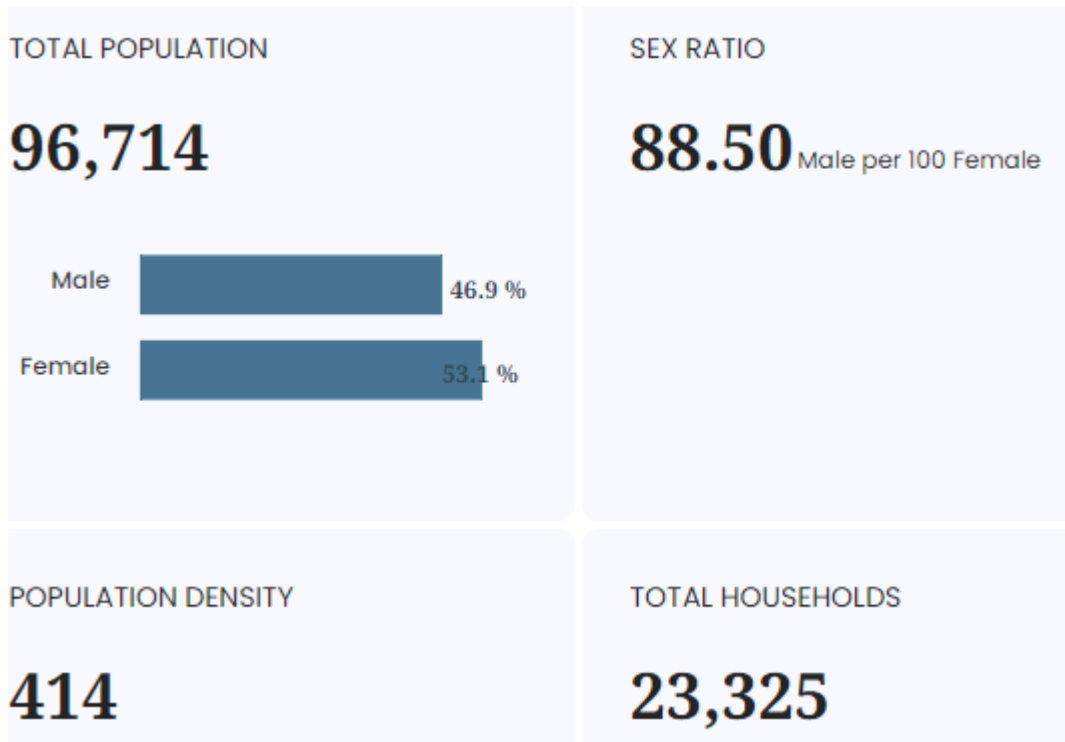 TOTAL POPULATION
96,714
Male 46.9 %
Female 53.1 %
SEX RATIO
88.50 Male per 100 Female
POPULATION DENSITY
414
TOTAL HOUSEHOLDS
23,325